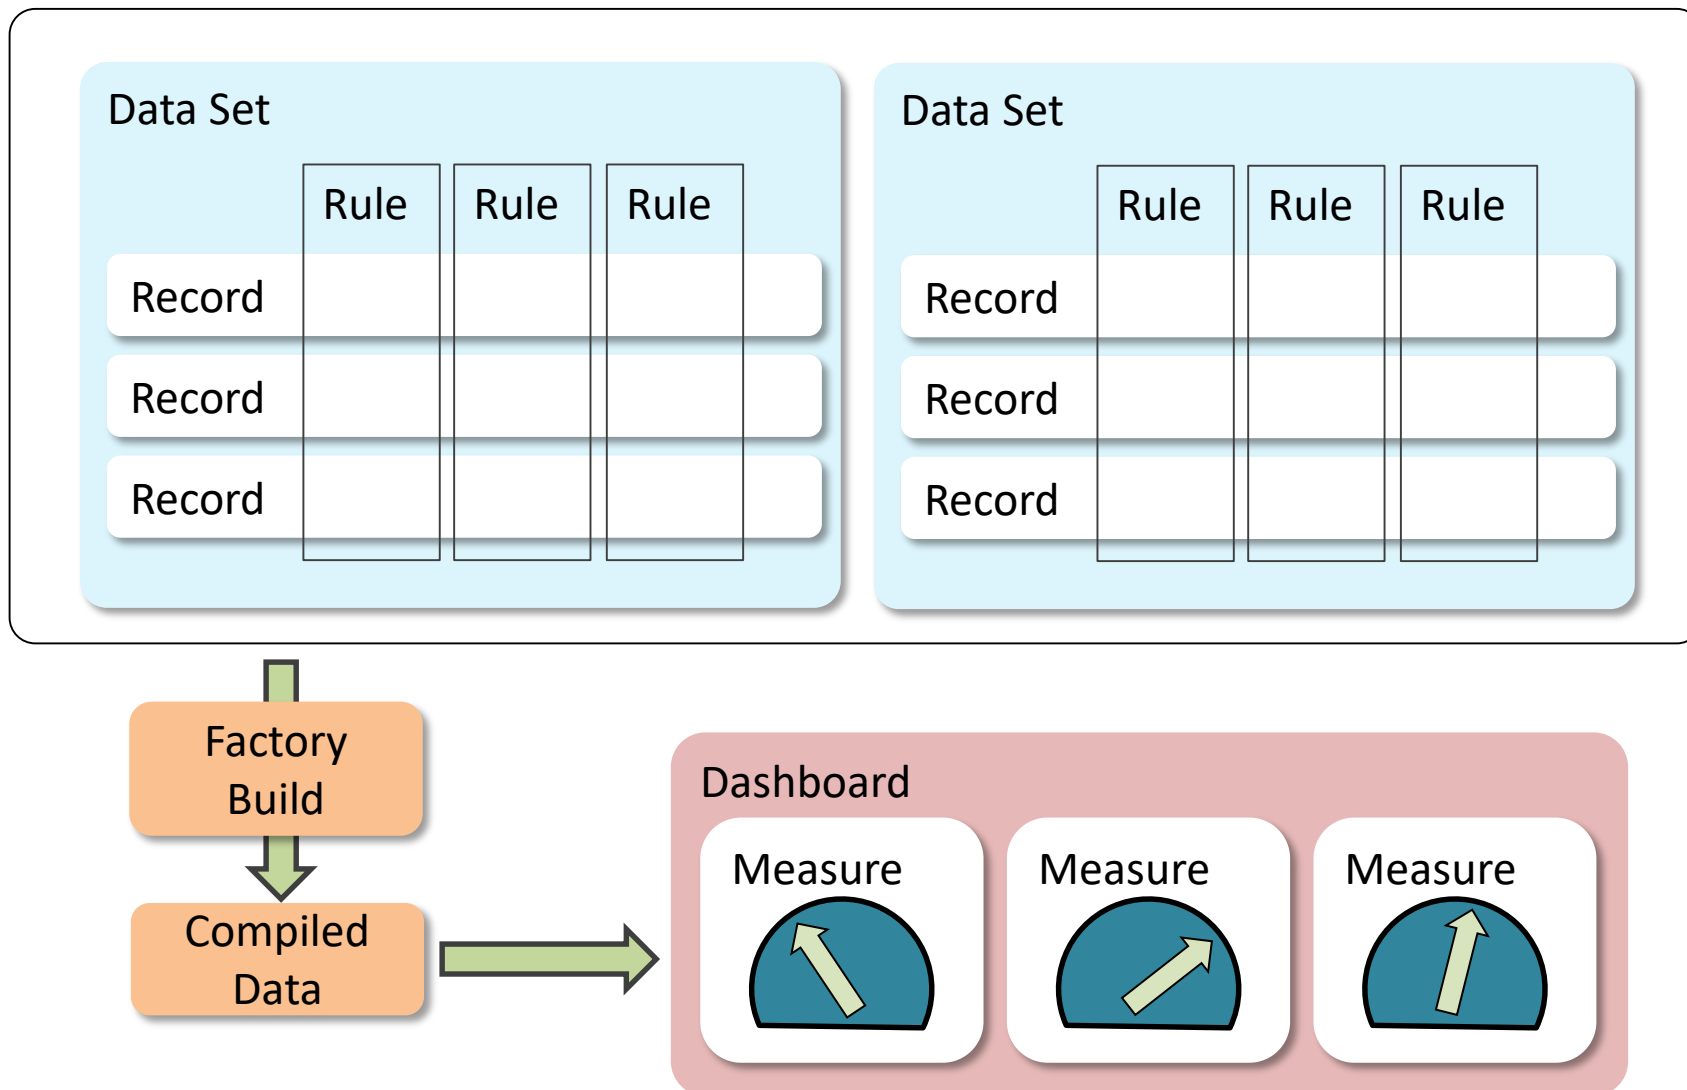 Data Set
Rule Rule Rule
Record
Record
Record
Data Set
Rule Rule Rule
Record
Record
Record
Factory
Build
Compiled
Data
Dashboard
Measure Measure Measure